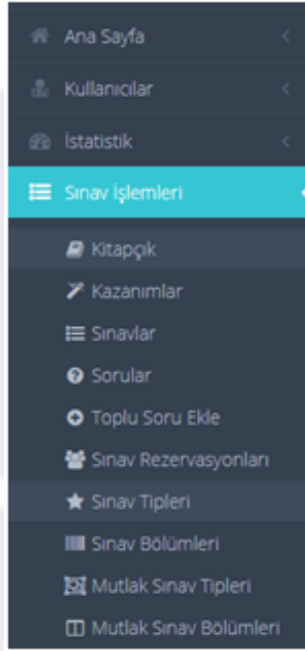 Ana Sayfa
Kullanıcılar
İstatistik
Sınav İşlemleri
Kitapçık
Kazanımlar
Sınavlar
Sorular
Toplu Soru Ekle
Sınav Rezervasyonları
Sınav Tipleri
Sınav Bölümleri
Mutlak Sınav Tipleri
Mutlak Sınav Bölümleri